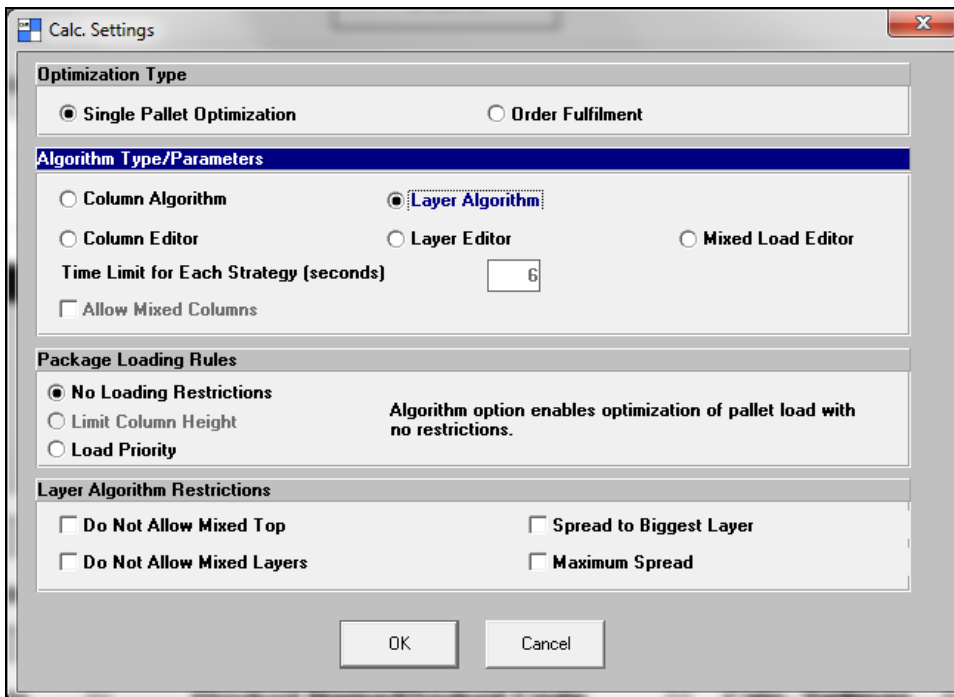 Calc. Settings
Optimization Type
Single Pallet Optimization Order Fulfilment
Algorithm Type/Parameters
Column Algorithm Layer Algorithm
Column Editor Layer Editor Mixed Load Editor
Time Limit for Each Strategy (seconds) 6
Allow Mixed Columns
Package Loading Rules
No Loading Restrictions
Limit Column Height
Load Priority
Algorithm option enables optimization of pallet load with
no restrictions.
Layer Algorithm Restrictions
Do Not Allow Mixed Top Spread to Biggest Layer
Do Not Allow Mixed Layers Maximum Spread
OK Cancel